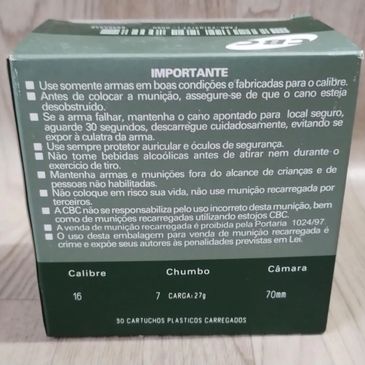 CBC
IMPORTANTE
Use somente armas em boas condições e fabricadas para o calibre.
Antes de colocar a munição, assegure-se de que o cano esteja
desobstruido.
Se a arma falhar, mantenha o cano apontado para local seguro,
aguarde 30 segundos, descarregue cuidadosamente, evitando se
expor à culatra da arma.
Use sempre protetor auricular e óculos de segurança.
Não tome bebidas alcoólicas antes de atirar nem durante o
exercicio de tiro.
Mantenha armas e munições fora do alcance de crianças e de
pessoas não habilitadas.
Não coloque em risco sua vida, não use munição recarregada por
terceiros.
A CBC não se responsabiliza pelo uso incorreto desta munição, bem
como de munições recarregadas utilizando estojos CBC.
A venda de munição recarregada é proibida pela Portaria 1024/97.
O uso desta embalagem para venda de munição recarregada é
crime e expõe seus autores às penalidades previstas em Lei.
Calibre Chumbo Câmara
16 7 CARGA:27g 70mm
30 CARTUCHOS PLASTICOS CARREGADOS